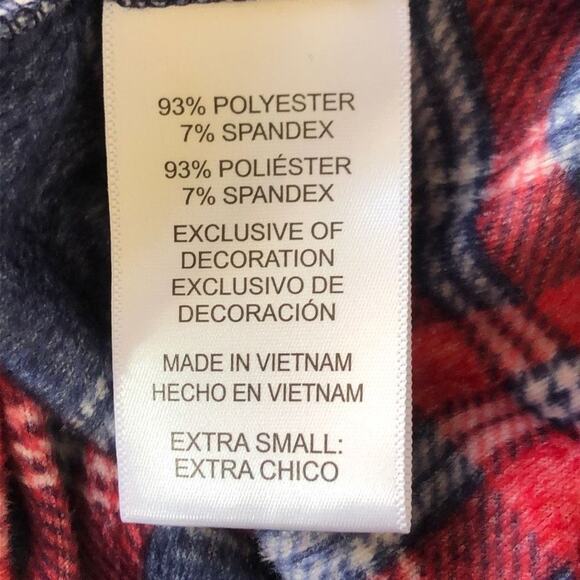 93% POLYESTER
7% SPANDEX
93% POLIÉSTER
7% SPANDEX
EXCLUSIVE OF
DECORATION
EXCLUSIVO DE
DECORACIÓN
MADE IN VIETNAM
HECHO EN VIETNAM
EXTRA SMALL:
EXTRA CHICO